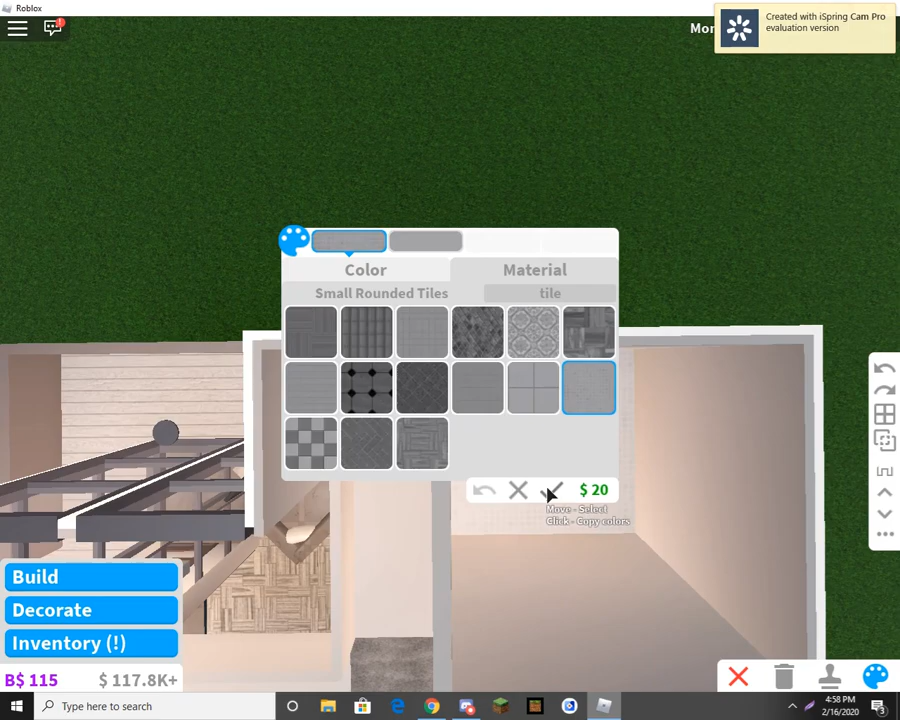 Roblox
Created with iSpring Cam Pro
evaluation version
Mor
Color
Material
Small Rounded Tiles
tile
$ 20
Move - Select
Click - Copy colors
Build
Decorate
Inventory (!)
B$ 115
$ 117.8K+
Type here to search
4:58 PM
2/16/2020
3